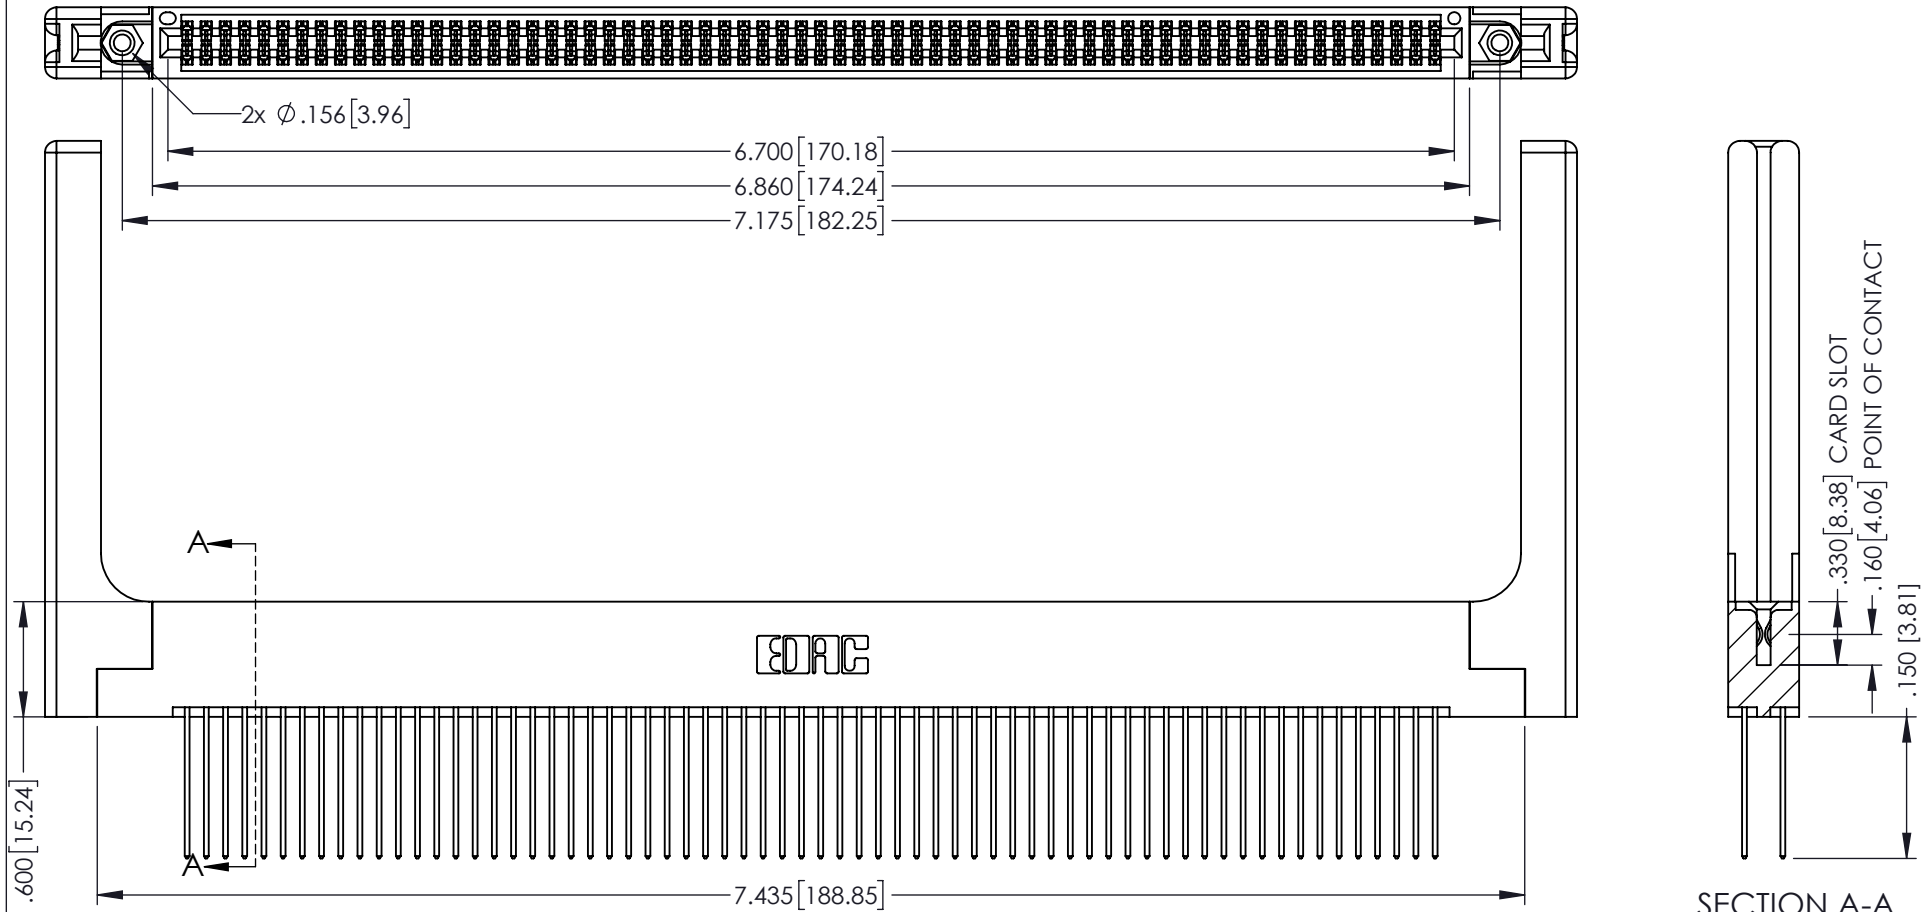 2x Ø.156[3.96]
6.700[170.18]
6.860[174.24]
7.175[182.25]
A
EDAC
A
.600[15.24]
7.435[188.85]
.330[8.38] CARD SLOT
.160[4.06] POINT OF CONTACT
.150 [3.81]
SECTION A-A